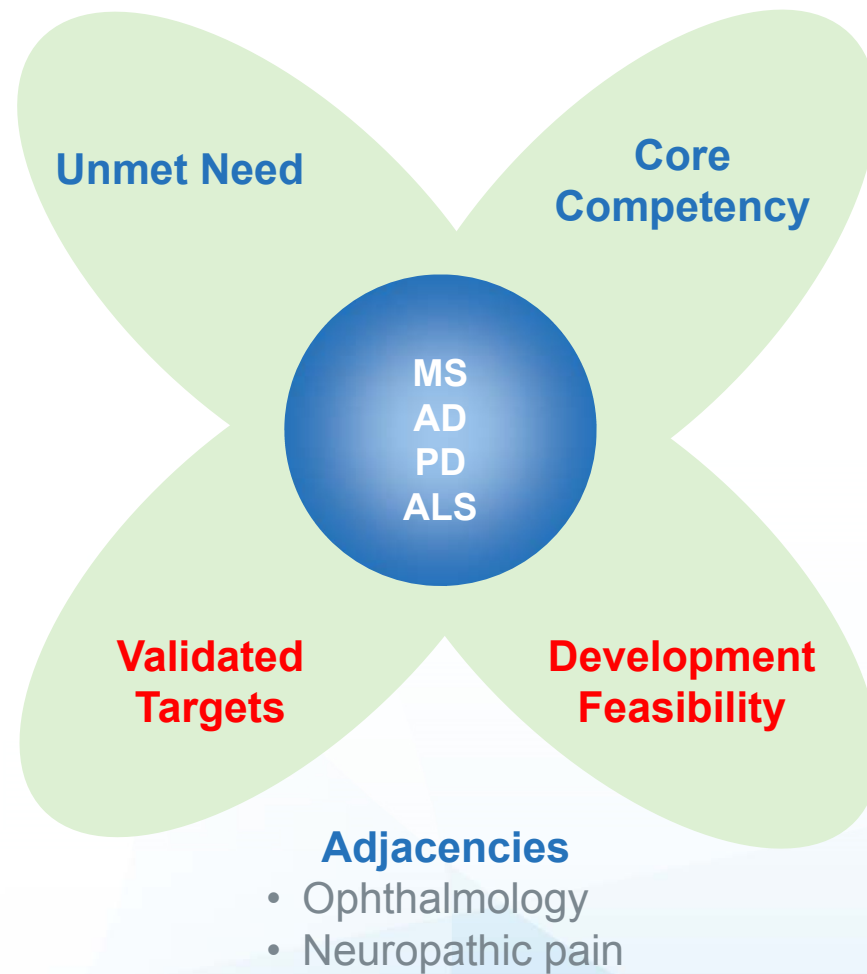 Unmet Need
Core
Competency
MS
AD
PD
ALS
Validated
Targets
Development
Feasibility
Adjacencies
• Ophthalmology
• Neuropathic pain